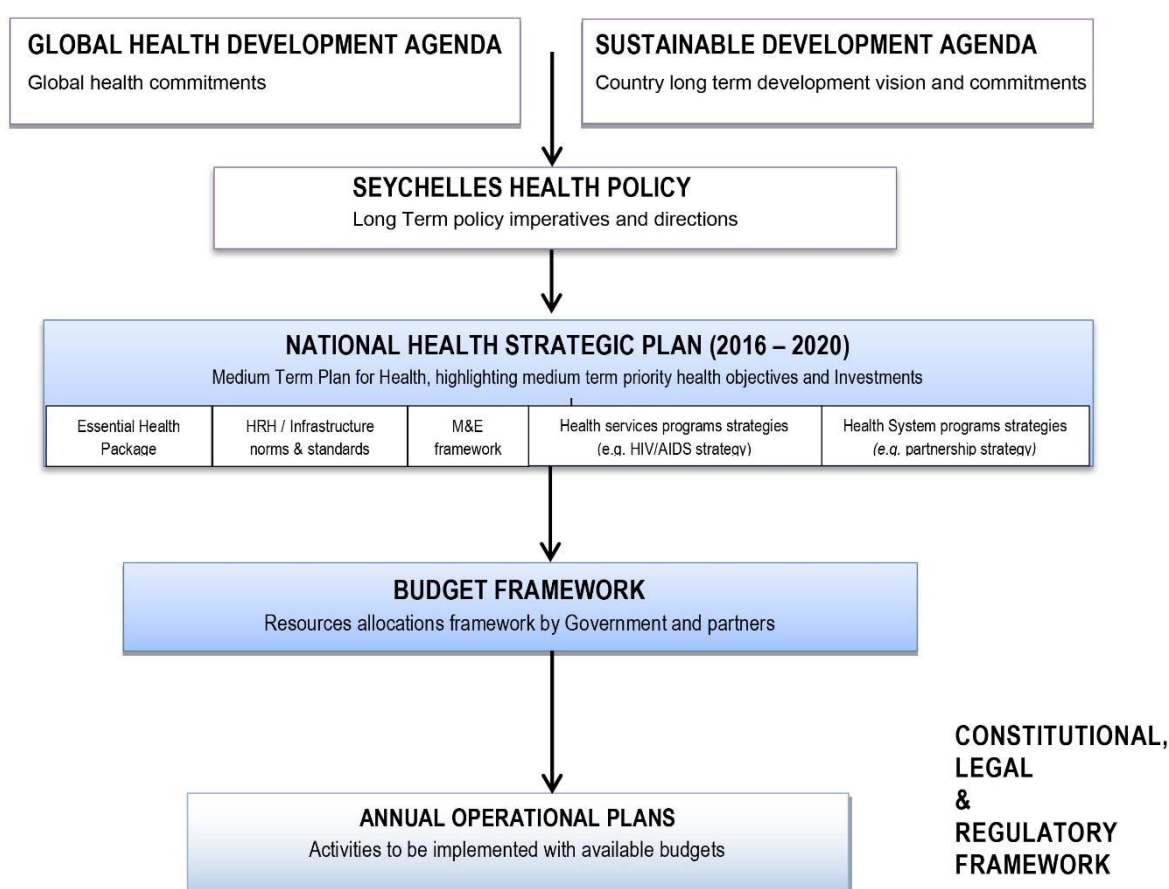 GLOBAL HEALTH DEVELOPMENT AGENDA
Global health commitments
SUSTAINABLE DEVELOPMENT AGENDA
Country long term development vision and commitments
SEYCHELLES HEALTH POLICY
Long Term policy imperatives and directions
NATIONAL HEALTH STRATEGIC PLAN (2016 – 2020)
Medium Term Plan for Health, highlighting medium term priority health objectives and Investments
Essential Health
Package
HRH / Infrastructure
norms & standards
M&E
framework
Health services programs strategies
(e.g. HIV/AIDS strategy)
Health System programs strategies
(e.g. partnership strategy)
BUDGET FRAMEWORK
Resources allocations framework by Government and partners
ANNUAL OPERATIONAL PLANS
Activities to be implemented with available budgets
CONSTITUTIONAL,
LEGAL
&
REGULATORY
FRAMEWORK